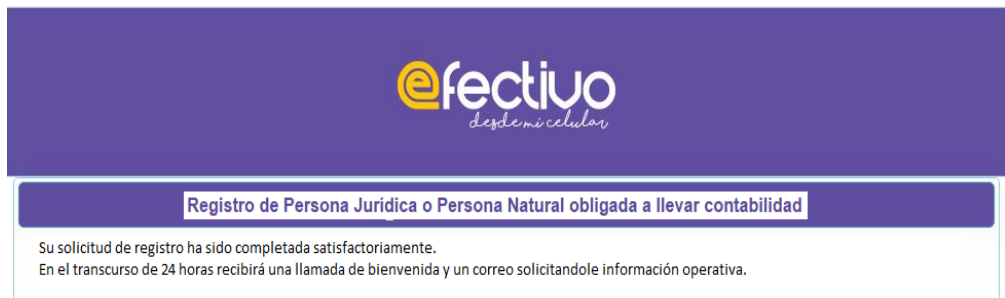 efectivo
desde mi celular
Registro de Persona Jurídica o Persona Natural obligada a llevar contabilidad
Su solicitud de registro ha sido completada satisfactoriamente.
En el transcurso de 24 horas recibirá una llamada de bienvenida y un correo solicitandole información operativa.